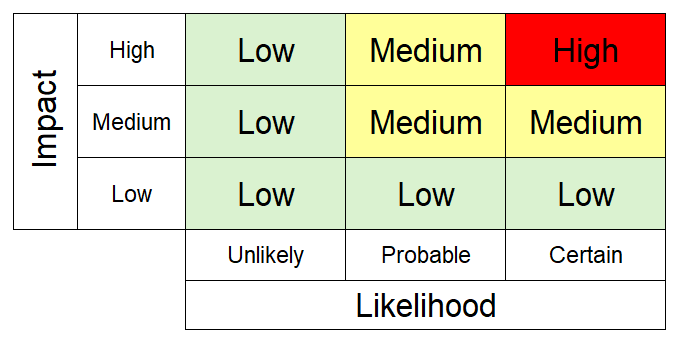 Impact
High Low Medium High
Medium Low Medium Medium
Low Low Low Low
Unlikely Probable Certain
Likelihood